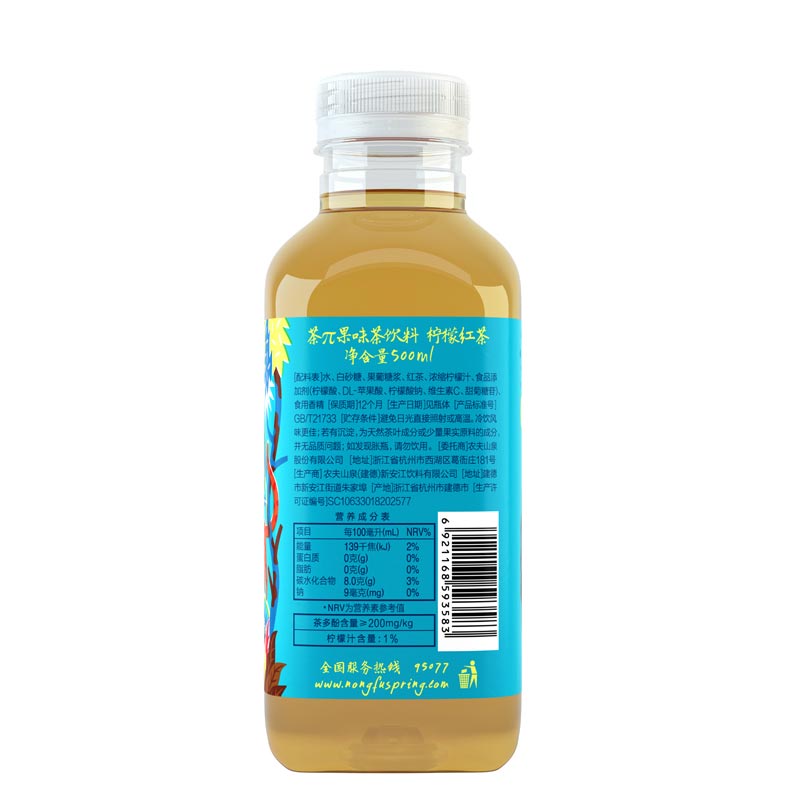 茶π果味茶饮料 柠檬红茶
净含量500ml
[配料表]水、白砂糖、果葡糖浆、红茶、浓缩柠檬汁、食品添
加剂(柠檬酸、DL-苹果酸、柠檬酸钠、维生素C、甜菊糖苷)、
食用香精 [保质期]12个月 [生产日期]见瓶体 [产品标准号]
GB/T21733 [贮存条件]避免日光直接照射或高温。冷饮风
味更佳;若有沉淀,为天然茶叶成分或少量果实原料的成分,
并无品质问题;如发现胀瓶,请勿饮用。 [委托商]农夫山泉
股份有限公司 [地址]浙江省杭州市西湖区葛衙庄181号
[生产商] 农夫山泉(建德)新安江饮料有限公司 [地址]建德
市新安江街道朱家埠 [产地]浙江省杭州市建德市 [生产许
可证编号]SC10633018202577
营养成分表
项目 每100毫升(mL) NRV%
能量 139千焦(kJ) 2%
蛋白质 0克(g) 0%
脂肪 0克(g) 0%
碳水化合物 8.0克(g) 3%
钠 9毫克(mg) 0%
*NRV为营养素参考值
茶多酚含量≥200mg/kg
柠檬汁含量:1%
6 921168 593583
全国服务热线 95077
www.nongfuspring.com